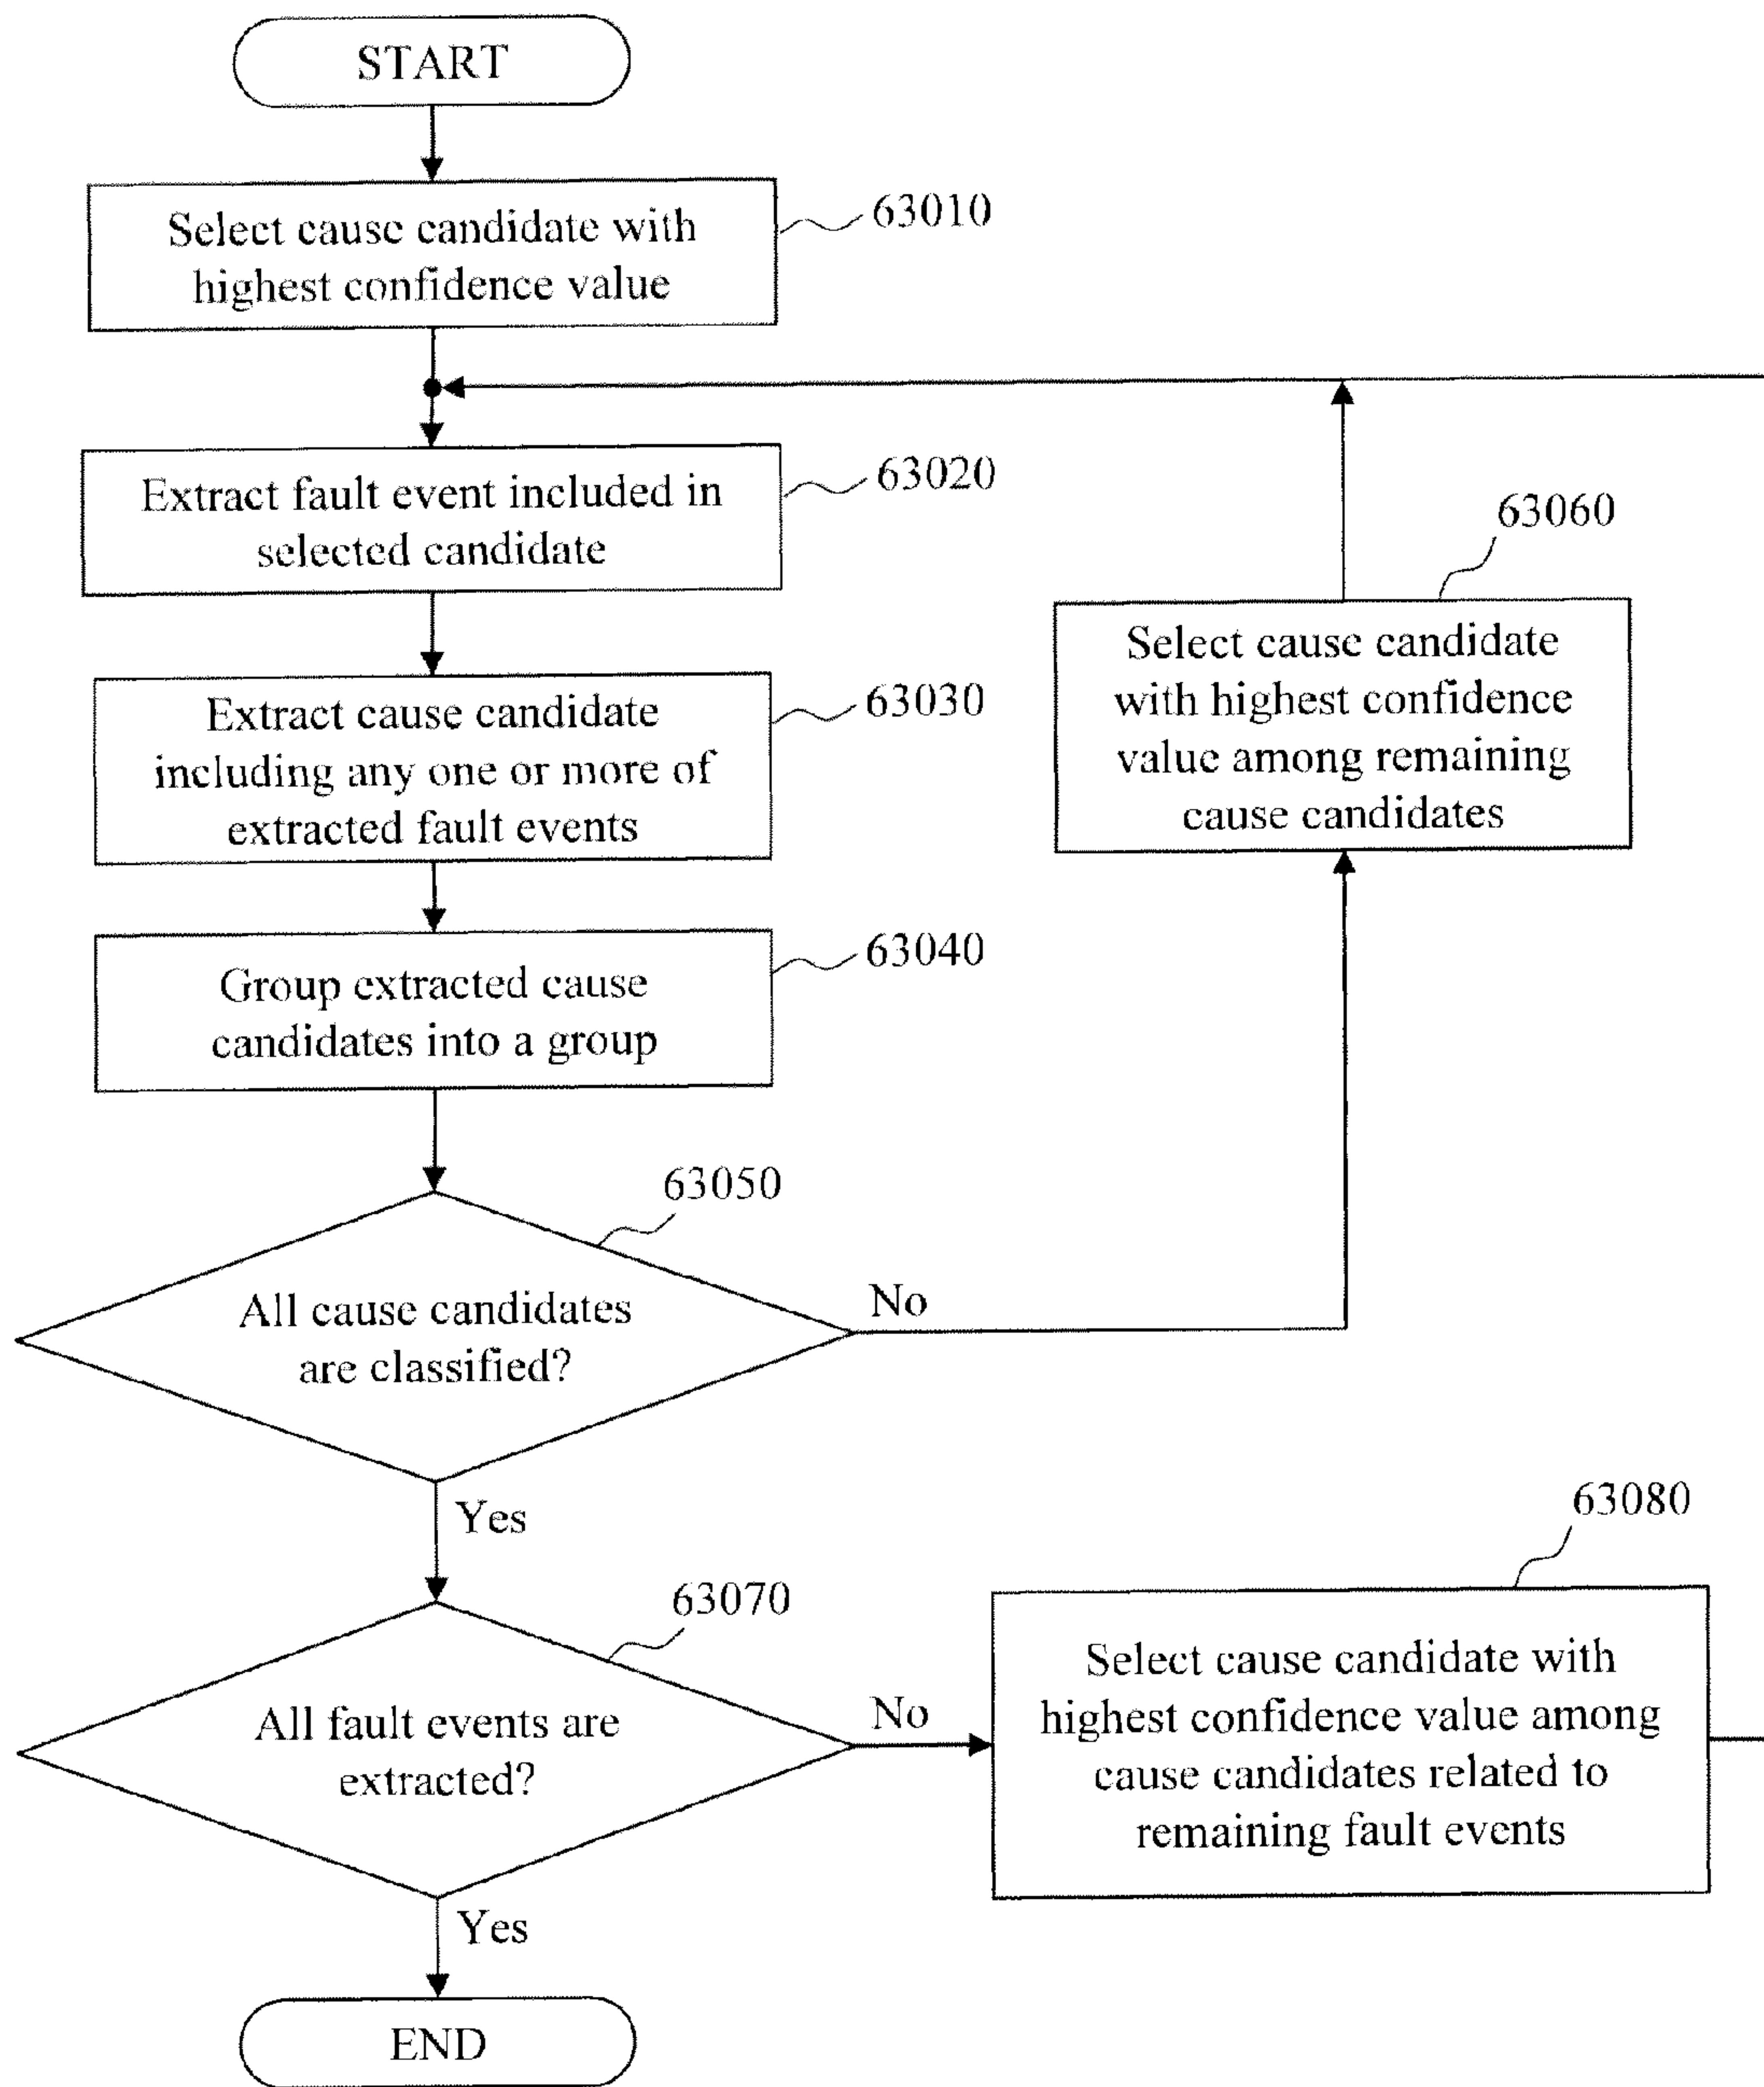 START
Select cause candidate with
highest confidence value
63010
Extract fault event included in
selected candidate
63020
Extract cause candidate
including any one or more of
extracted fault events
63030
Group extracted cause
candidates into a group
63040
All cause candidates
are classified?
63050
No
Yes
Select cause candidate
with highest confidence
value among remaining
cause candidates
63060
All fault events are
extracted?
63070
No
Yes
Select cause candidate with
highest confidence value among
cause candidates related to
remaining fault events
63080
END